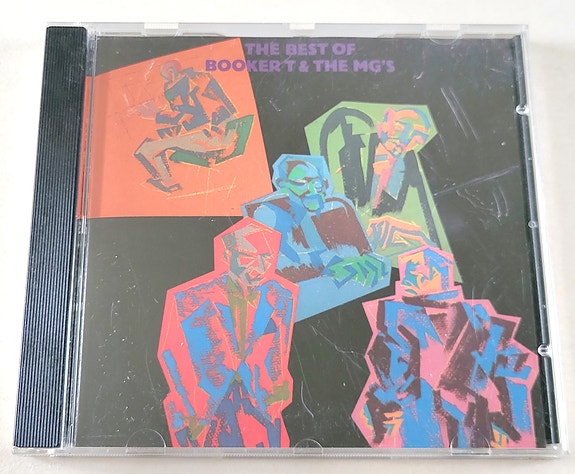 THE BEST OF
BOOKER T & THE MG'S